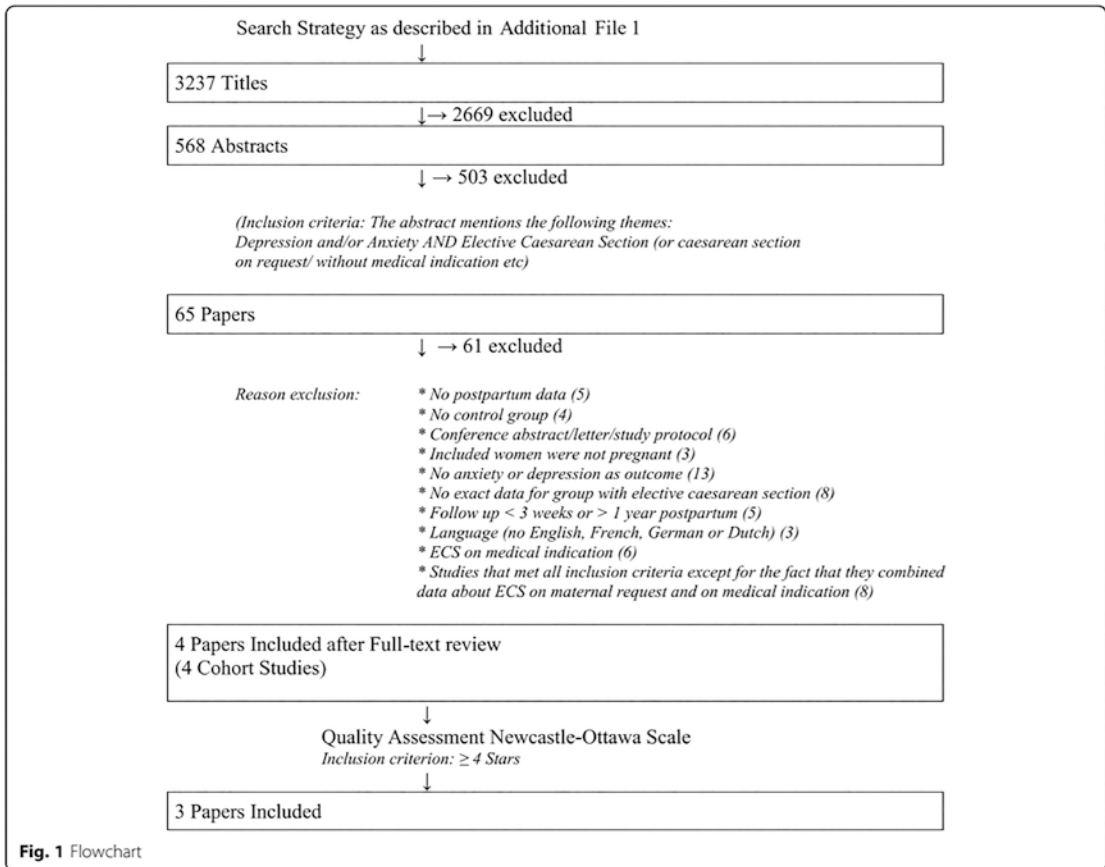 Search Strategy as described in Additional File 1
↓
3237 Titles
↓→ 2669 excluded
568 Abstracts
↓ → 503 excluded
(Inclusion criteria: The abstract mentions the following themes:
Depression and/or Anxiety AND Elective Caesarean Section (or caesarean section
on request/ without medical indication etc)
65 Papers
↓ → 61 excluded
Reason exclusion: * No postpartum data (5)
* No control group (4)
* Conference abstract/letter/study protocol (6)
* Included women were not pregnant (3)
* No anxiety or depression as outcome (13)
* No exact data for group with elective caesarean section (8)
* Follow up < 3 weeks or > 1 year postpartum (5)
* Language (no English, French, German or Dutch) (3)
* ECS on medical indication (6)
* Studies that met all inclusion criteria except for the fact that they combined
data about ECS on maternal request and on medical indication (8)
4 Papers Included after Full-text review
(4 Cohort Studies)
↓
Quality Assessment Newcastle-Ottawa Scale
Inclusion criterion: ≥ 4 Stars
↓
3 Papers Included
Fig. 1 Flowchart